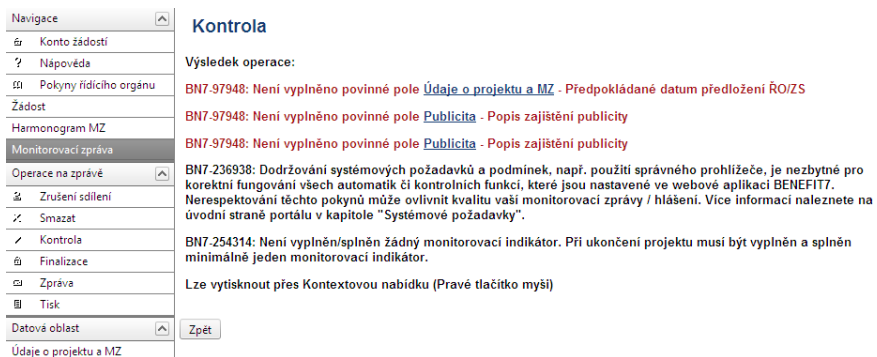 Navigace
Konto žádostí
Nápověda
Pokyny řídícího orgánu
Žádost
Harmonogram MZ
Monitorovací zpráva
Operace na zprávě
Zrušení sdílení
Smazat
Kontrola
Finalizace
Zpráva
Tisk
Datová oblast
Údaje o projektu a MZ
Kontrola
Výsledek operace:
BN7-97948: Není vyplněno povinné pole Údaje o projektu a MZ - Předpokládané datum předložení ŘO/ZS
BN7-97948: Není vyplněno povinné pole Publicita - Popis zajištění publicity
BN7-97948: Není vyplněno povinné pole Publicita - Popis zajištění publicity
BN7-236938: Dodržování systémových požadavků a podmínek, např. použití správného prohlížeče, je nezbytné pro
korektní fungování všech automatik či kontrolních funkcí, které jsou nastavené ve webové aplikaci BENEFIT7.
Nerespektování těchto pokynů může ovlivnit kvalitu vaší monitorovací zprávy / hlášení. Více informací naleznete na
úvodní straně portálu v kapitole "Systémové požadavky".
BN7-254314: Není vyplněn/splněn žádný monitorovací indikátor. Při ukončení projektu musí být vyplněn a splněn
minimálně jeden monitorovací indikátor.
Lze vytisknout přes Kontextovou nabídku (Pravé tlačítko myši)
Zpět